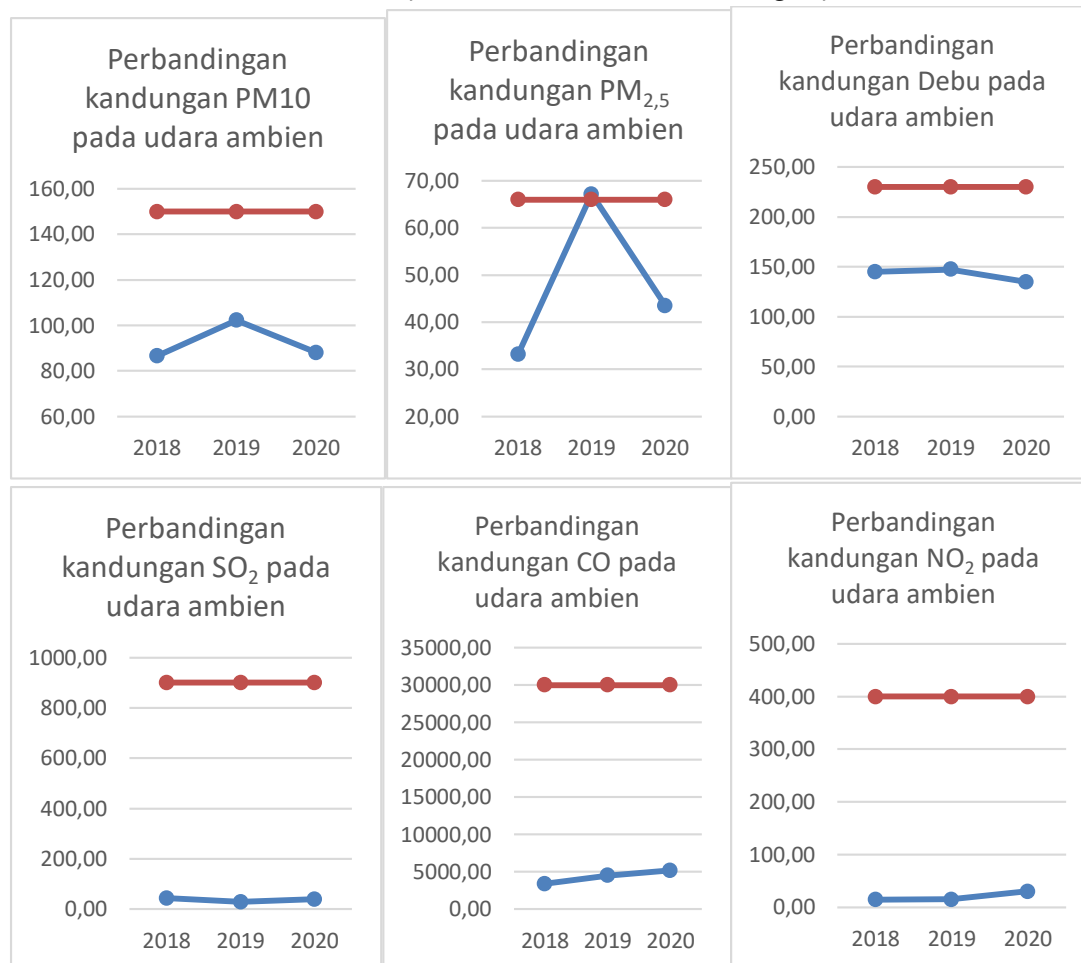 Perbandingan
kandungan PM10
pada udara ambien
160,00
140,00
120,00
100,00
80,00
60,00
2018 2019 2020
Perbandingan
kandungan PM2,5
pada udara ambien
70,00
60,00
50,00
40,00
30,00
20,00
2018 2019 2020
Perbandingan
kandungan Debu pada
udara ambien
250,00
200,00
150,00
100,00
50,00
0,00
2018 2019 2020
Perbandingan
kandungan SO2 pada
udara ambien
1000,00
800,00
600,00
400,00
200,00
0,00
2018 2019 2020
Perbandingan
kandungan CO pada
udara ambien
35000,00
30000,00
25000,00
20000,00
15000,00
10000,00
5000,00
0,00
2018 2019 2020
Perbandingan
kandungan NO2 pada
udara ambien
500,00
400,00
300,00
200,00
100,00
0,00
2018 2019 2020